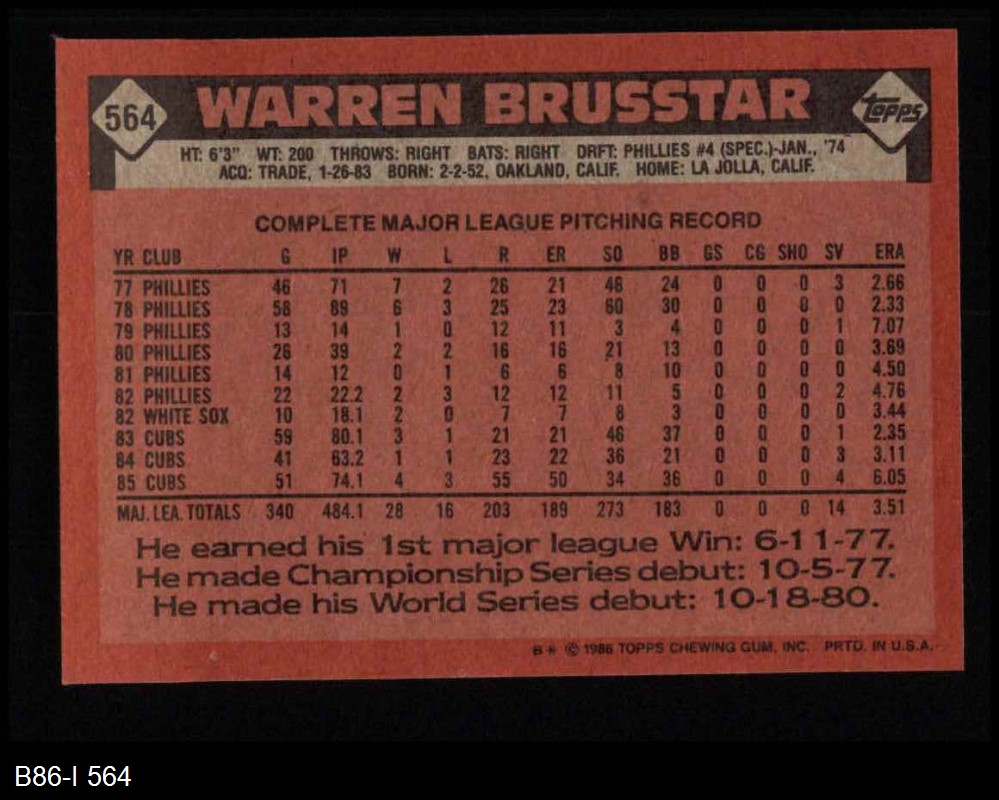 564 WARREN BRUSSTAR topps
HT: 6'3" WT: 200 THROWS: RIGHT BATS: RIGHT DRFT: PHILLIES #4 (SPEC.)-JAN., '74
ACQ: TRADE, 1-26-83 BORN: 2-2-52, OAKLAND, CALIF. HOME: LA JOLLA, CALIF.
COMPLETE MAJOR LEAGUE PITCHING RECORD
YR CLUB G IP W L R ER SO BB GS CG SHO SV ERA
77 PHILLIES 46 71 7 2 26 21 46 24 0 0 0 3 2.66
78 PHILLIES 58 89 6 3 25 23 60 30 0 0 0 0 2.33
79 PHILLIES 13 14 1 0 12 11 3 4 0 0 0 1 7.07
80 PHILLIES 26 39 2 2 16 16 21 13 0 0 0 0 3.69
81 PHILLIES 14 12 0 1 6 6 8 10 0 0 0 0 4.50
82 PHILLIES 22 22.2 2 3 12 12 11 5 0 0 0 2 4.76
82 WHITE SOX 10 18.1 2 0 7 7 8 3 0 0 0 0 3.44
83 CUBS 59 80.1 3 1 21 21 46 37 0 0 0 1 2.35
84 CUBS 41 63.2 1 1 23 22 36 21 0 0 0 3 3.11
85 CUBS 51 74.1 4 3 55 50 34 36 0 0 0 4 6.05
MAJ. LEA. TOTALS 340 484.1 28 16 203 189 273 183 0 0 0 14 3.51
He earned his 1st major league Win: 6-11-77.
He made Championship Series debut: 10-5-77.
He made his World Series debut: 10-18-80.
B* © 1986 TOPPS CHEWING GUM, INC. PRTD. IN U.S.A.
B86-I 564